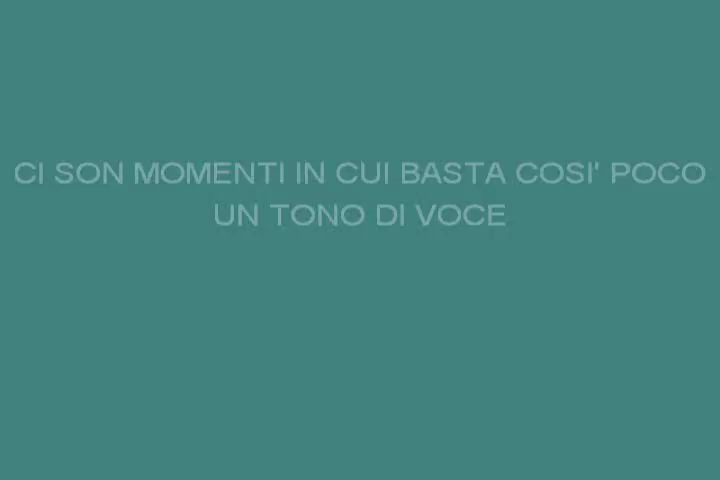 CI SON MOMENTI IN CUI BASTA COSI' POCO
UN TONO DI VOCE